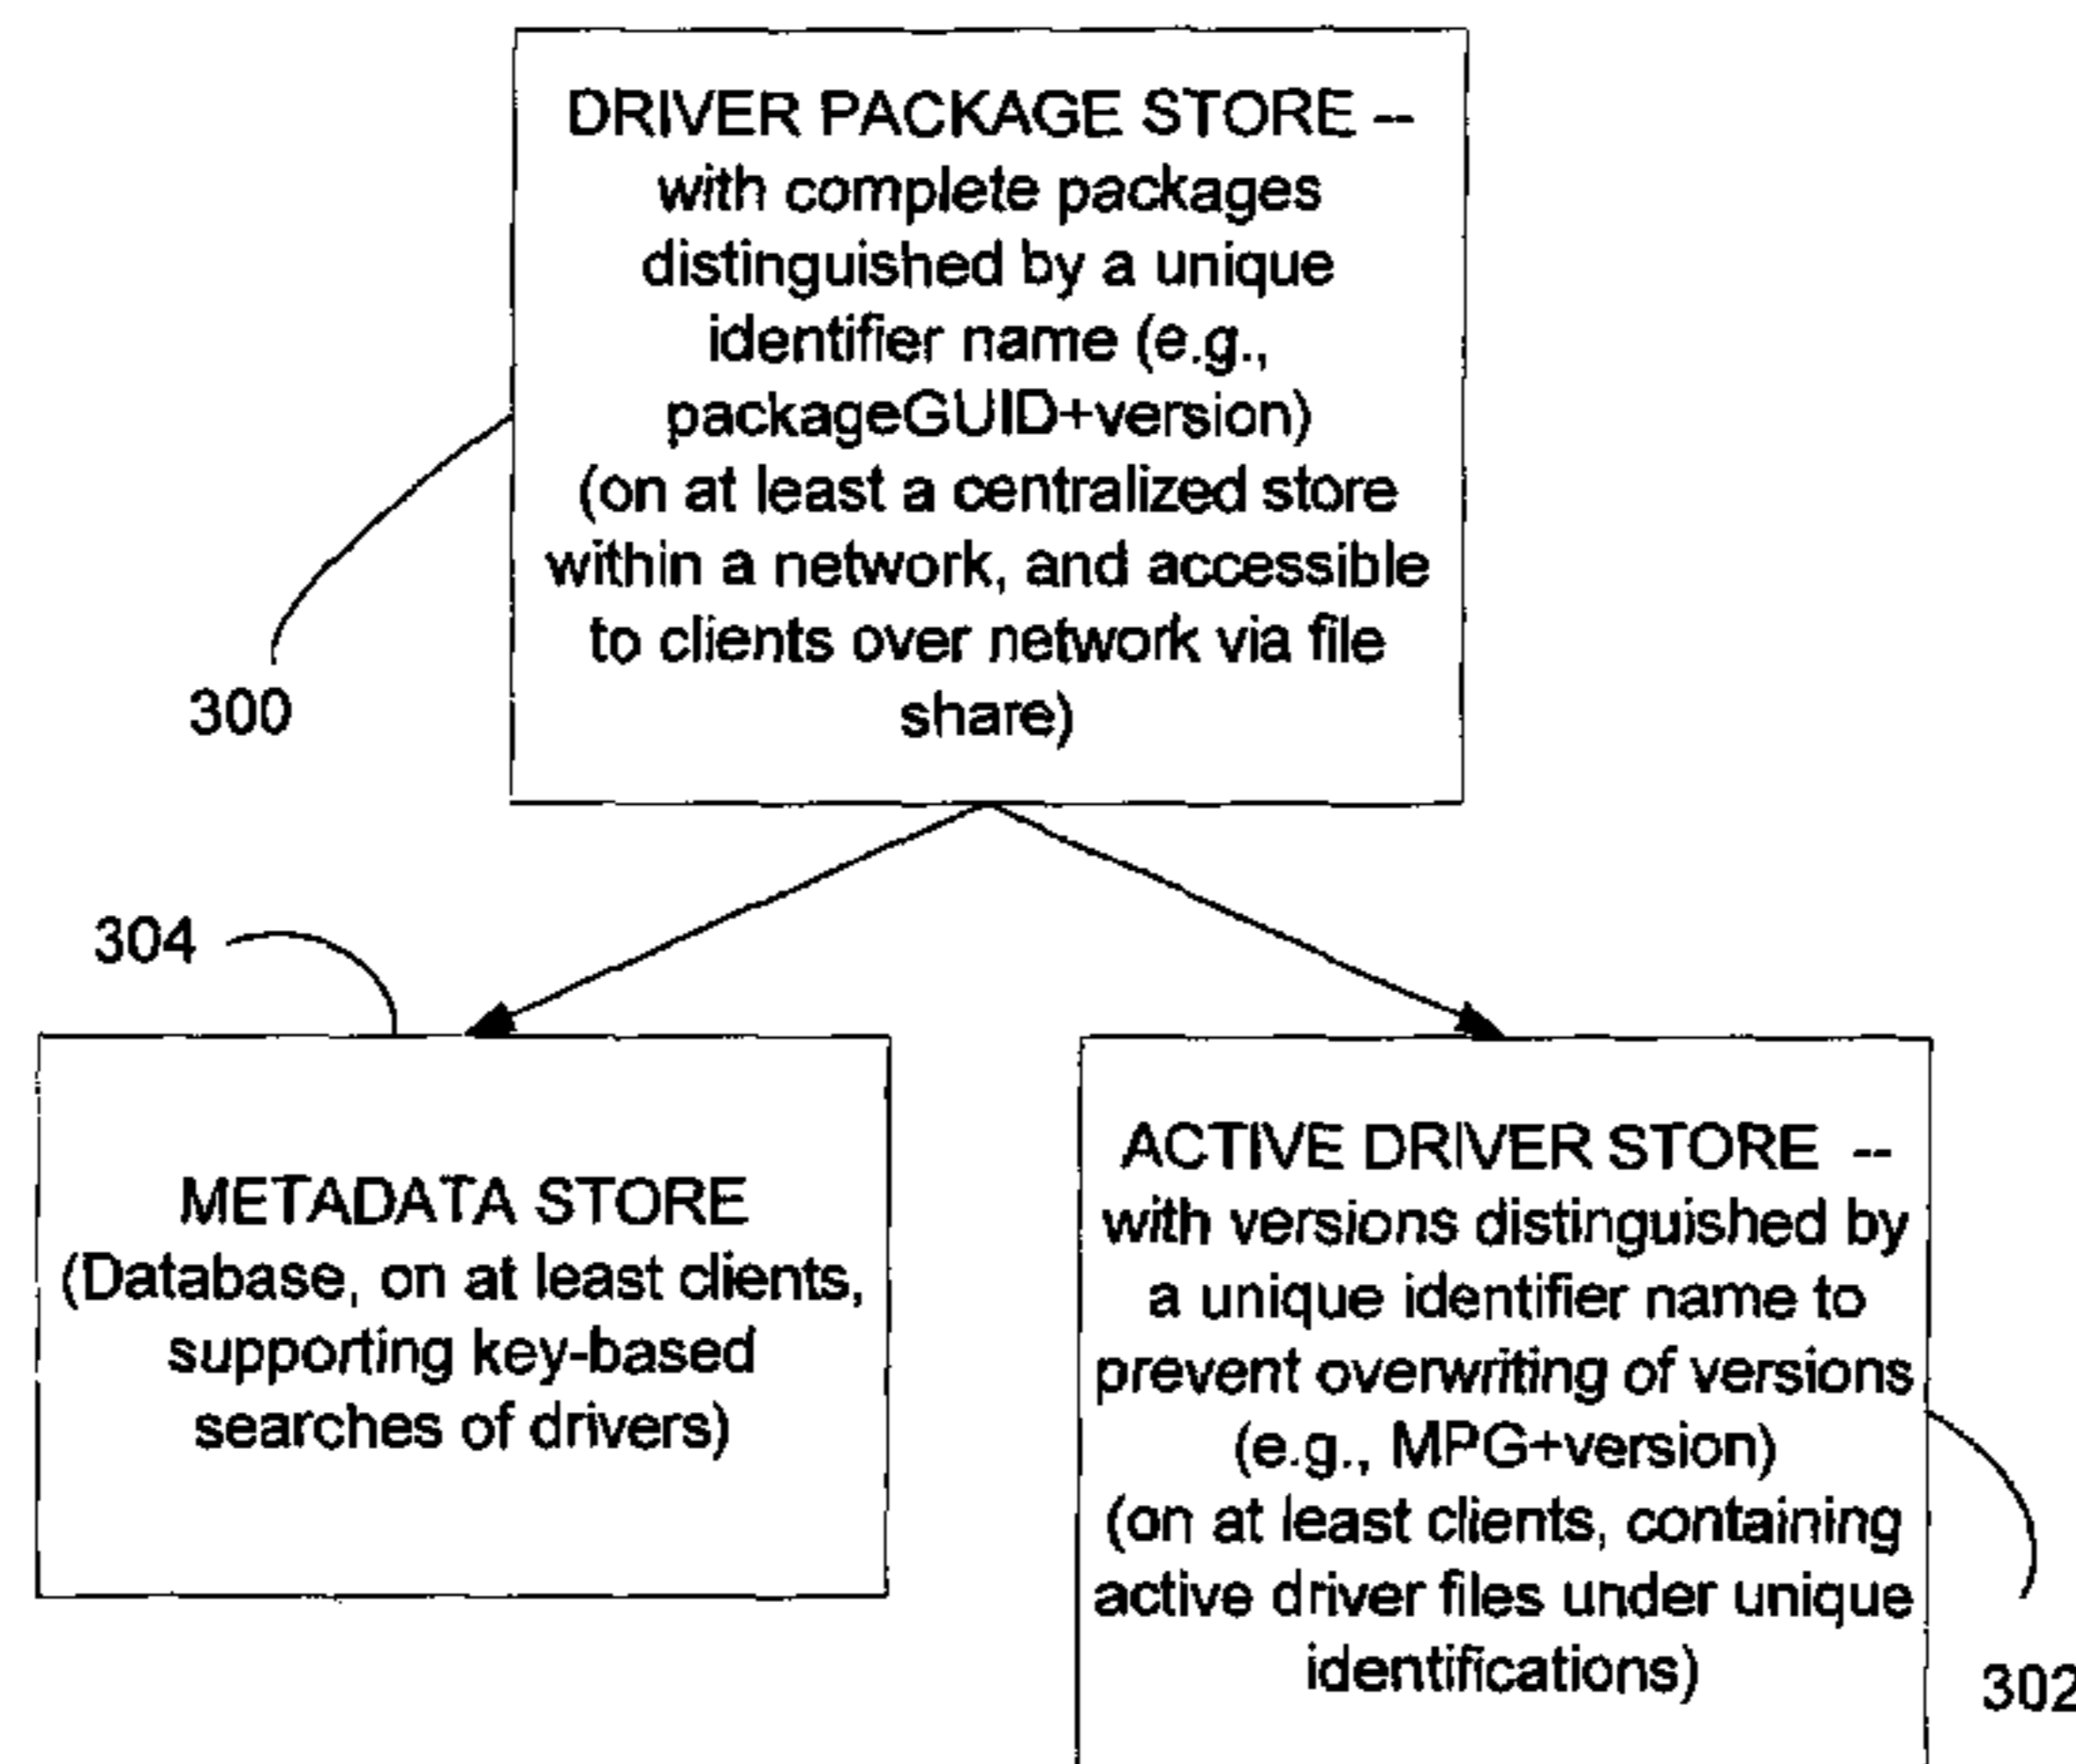 DRIVER PACKAGE STORE --
with complete packages
distinguished by a unique
identifier name (e.g.,
packageGUID+version)
(on at least a centralized store
within a network, and accessible
to clients over network via file
share)
300
304
METADATA STORE
(Database, on at least clients,
supporting key-based
searches of drivers)
ACTIVE DRIVER STORE --
with versions distinguished by
a unique identifier name to
prevent overwriting of versions
(e.g., MPG+version)
(on at least clients, containing
active driver files under unique
identifications)
302